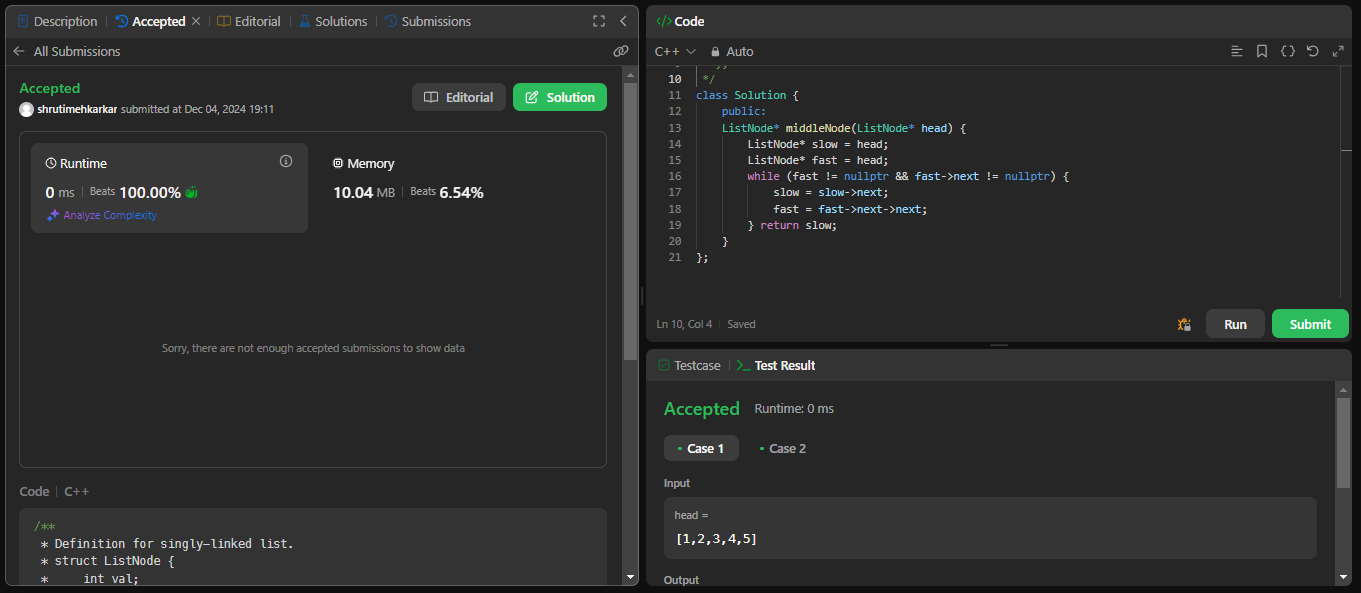 Description | Accepted × | Editorial | Solutions | Submissions
All Submissions
Accepted
shrutimehkarkar submitted at Dec 04, 2024 19:11
Editorial
Solution
Runtime
0 ms | Beats 100.00%
Analyze Complexity
Memory
10.04 MB | Beats 6.54%
Sorry, there are not enough accepted submissions to show data
Code | C++
/**
 * Definition for singly-linked list.
 * struct ListNode {
 *     int val;
</> Code
C++ Auto
10 */
11 class Solution {
12     public:
13     ListNode* middleNode(ListNode* head) {
14         ListNode* slow = head;
15         ListNode* fast = head;
16         while (fast != nullptr && fast->next != nullptr) {
17             slow = slow->next;
18             fast = fast->next->next;
19         } return slow;
20     }
21 };
Ln 10, Col 4 | Saved
Run
Submit
Testcase | >_ Test Result
Accepted Runtime: 0 ms
• Case 1 • Case 2
Input
head =
[1,2,3,4,5]
Output